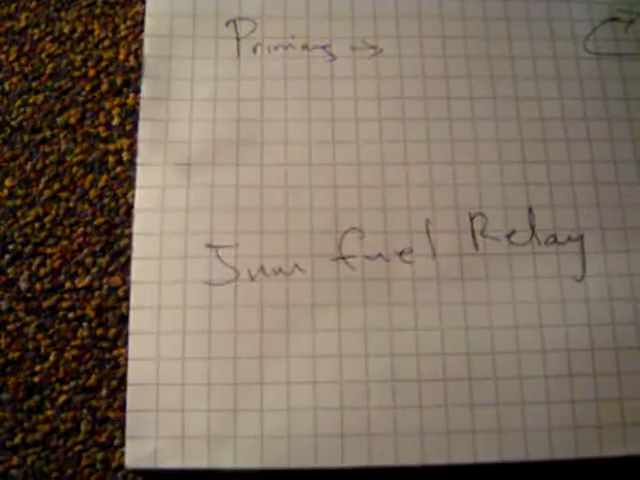 Priming →
fuel Relay